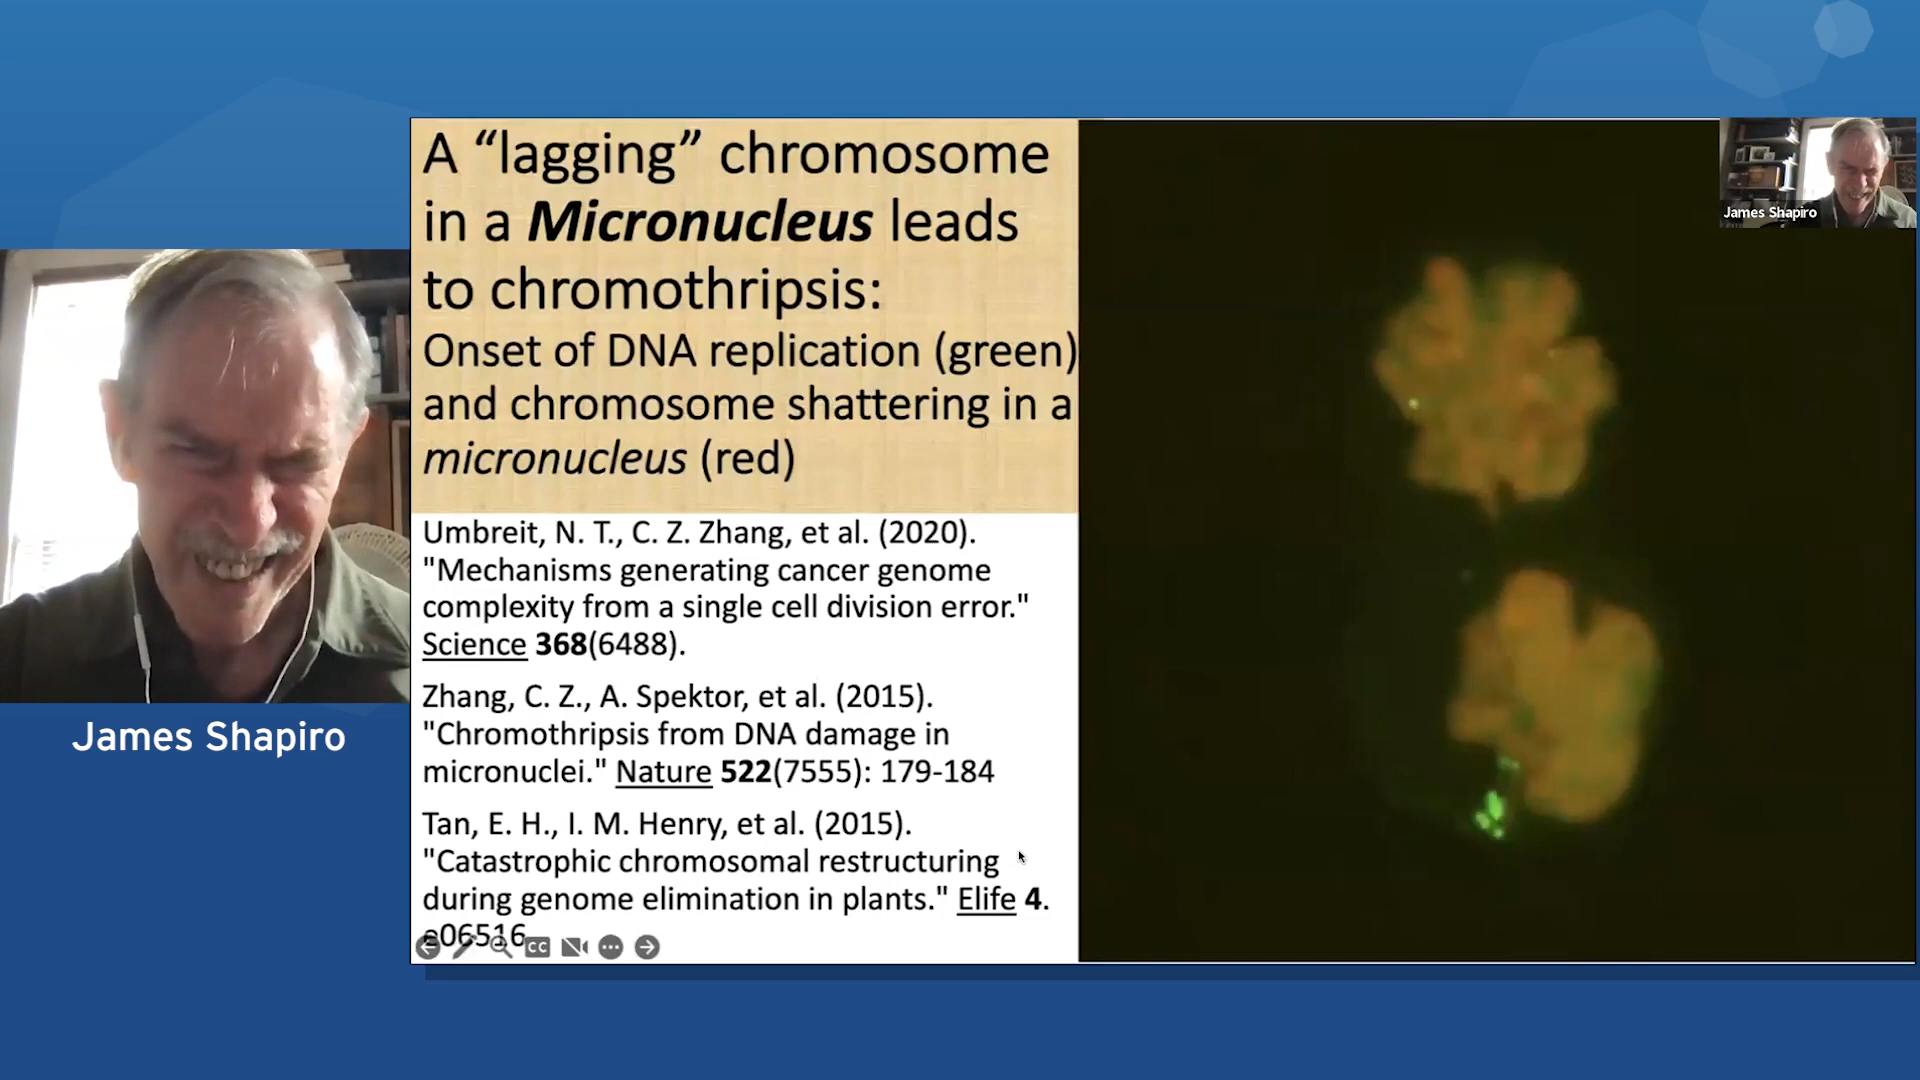 A “lagging” chromosome
in a Micronucleus leads
to chromothripsis:
Onset of DNA replication (green)
and chromosome shattering in a
micronucleus (red)
Umbreit, N. T., C. Z. Zhang, et al. (2020).
"Mechanisms generating cancer genome
complexity from a single cell division error."
Science 368(6488).
Zhang, C. Z., A. Spektor, et al. (2015).
"Chromothripsis from DNA damage in
micronuclei." Nature 522(7555): 179-184
Tan, E. H., I. M. Henry, et al. (2015).
"Catastrophic chromosomal restructuring
during genome elimination in plants." Elife 4.
e06516
CC
James Shapiro
James Shapiro